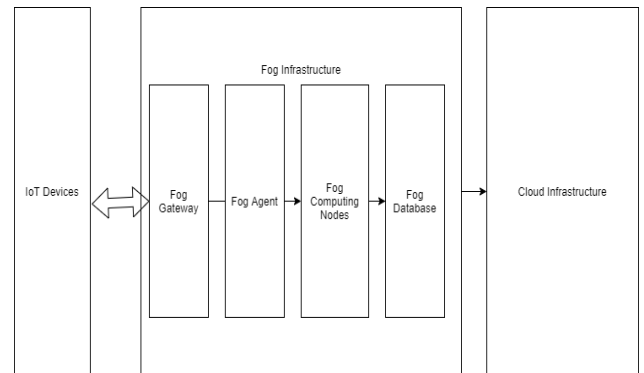 Fog Infrastructure
IoT Devices
Fog
Gateway
Fog Agent
Fog
Computing
Nodes
Fog
Database
Cloud Infrastructure